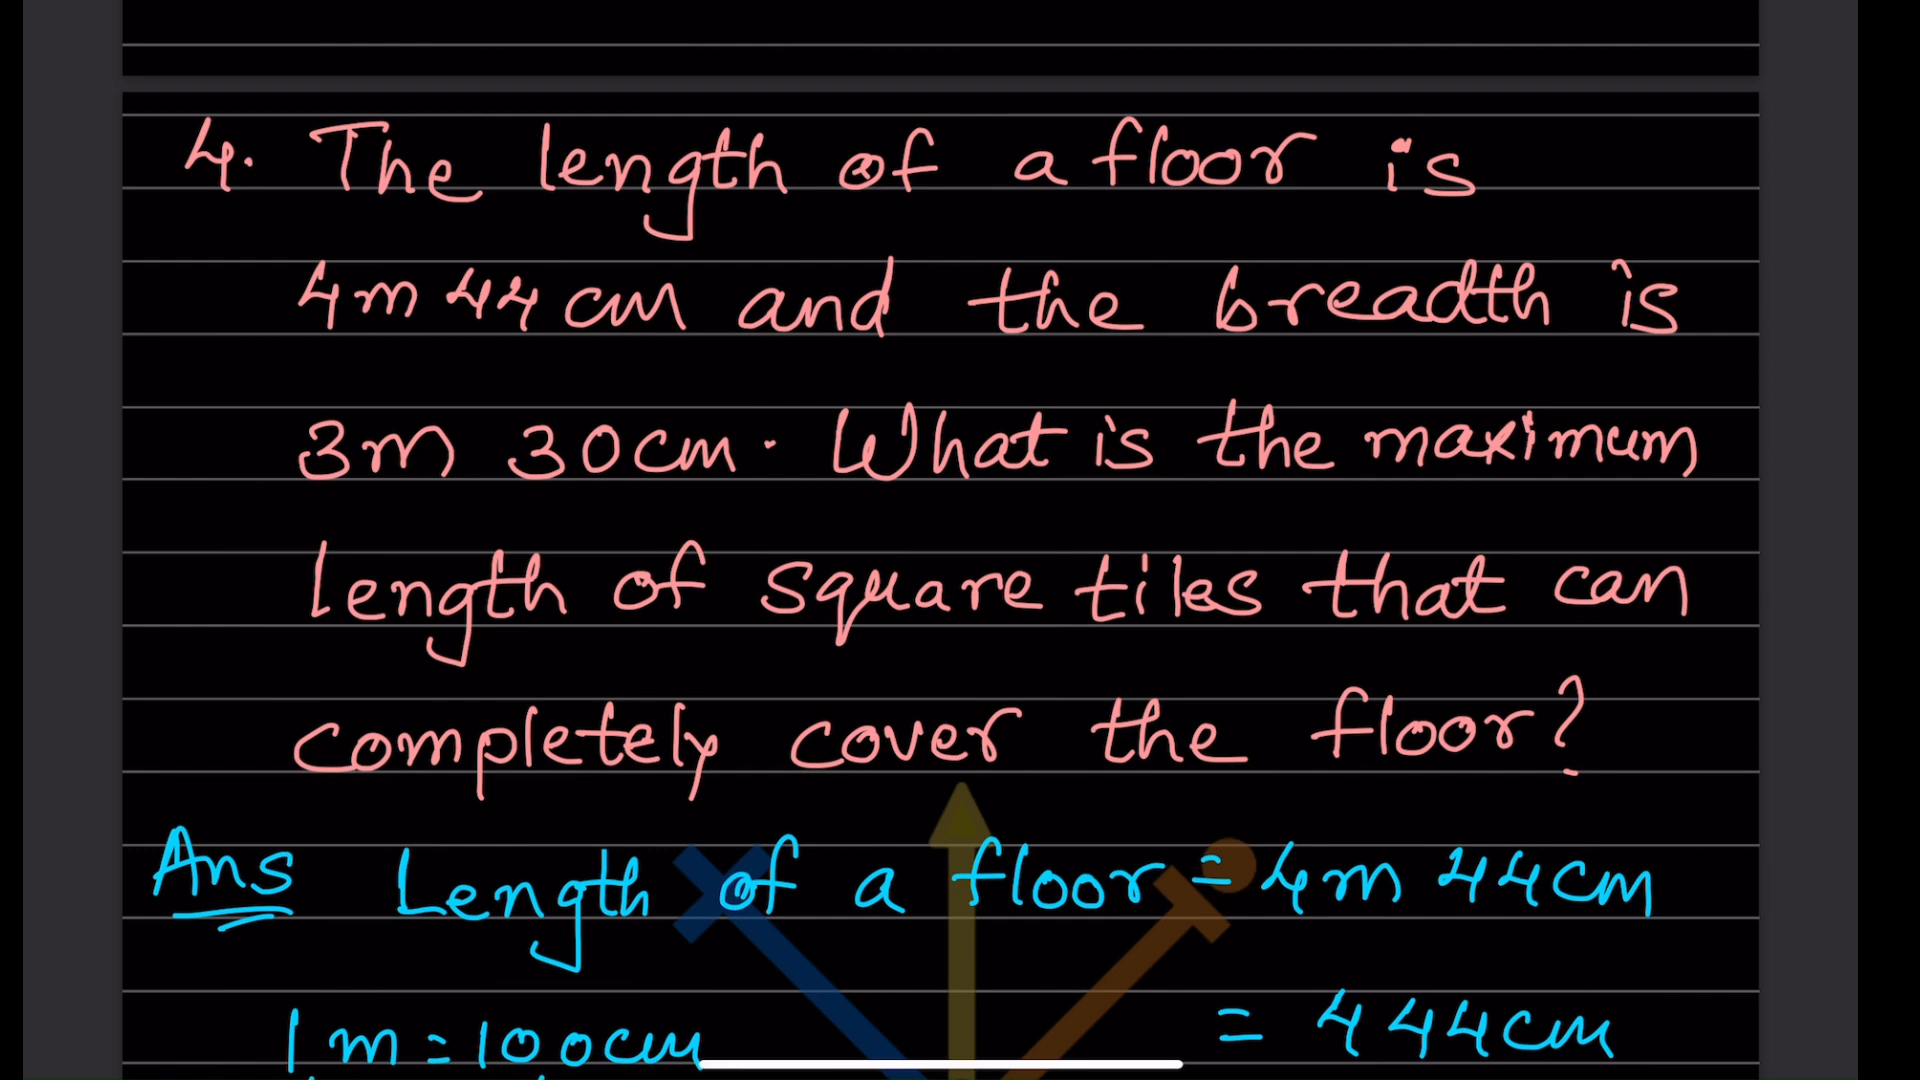 4. The length of a floor is
4m 44 cm and the breadth is
3m 30cm. What is the maximum
length of square tiles that can
completely cover the floor?
Ans Length of a floor = 4m 44cm
1m = 100cm = 444cm